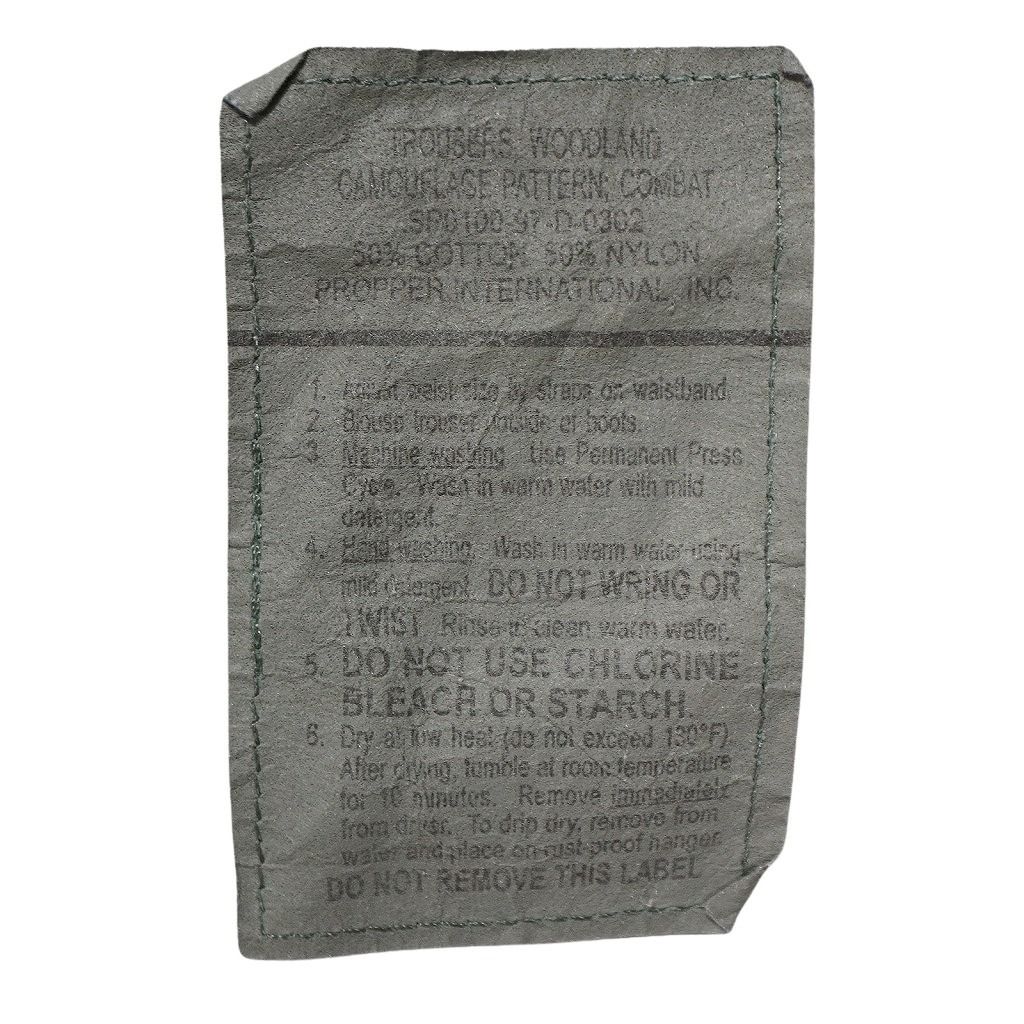 TROUSERS, WOODLAND
CAMOUFLAGE PATTERN, COMBAT
SP0100-97-D-0302
50% COTTON, 50% NYLON
PROPPER INTERNATIONAL, INC.
1. Adjust waist size by straps on waistband.
2. Blouse trouser outside of boots.
3. Machine washing. Use Permanent Press
Cycle. Wash in warm water with mild
detergent.
4. Hand washing. Wash in warm water using
mild detergent. DO NOT WRING OR
TWIST. Rinse in clean warm water.
5. DO NOT USE CHLORINE
BLEACH OR STARCH.
6. Dry at low heat (do not exceed 130°F).
After drying, tumble at room temperature
for 10 minutes. Remove immediately
from dryer. To drip dry, remove from
water and place on rust-proof hanger.
DO NOT REMOVE THIS LABEL